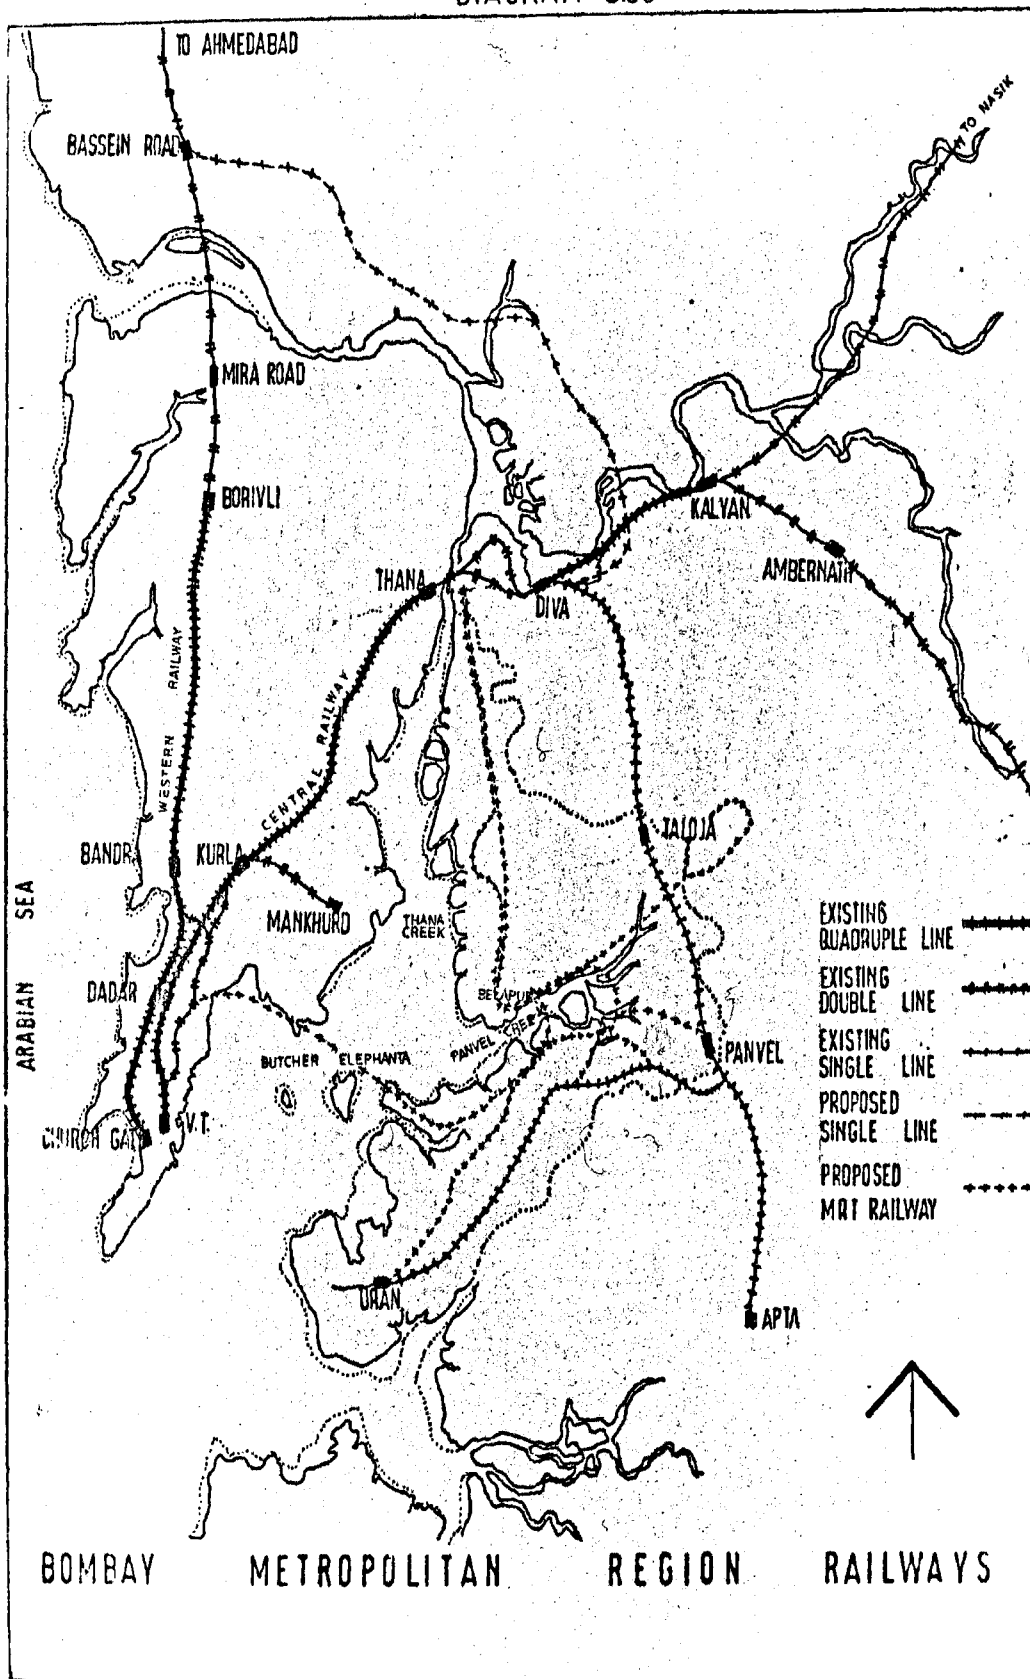 TO AHMEDABAD
TO NASIK
BASSEIN ROAD
MIRA ROAD
BORIVLI
KALYAN
AMBERNATH
THANA
DIVA
WESTERN RAILWAY
CENTRAL RAILWAY
TALOJA
BANDRA
KURLA
MANKHURD
THANA
CREEK
ARABIAN SEA
DADAR
BELAPUR
PANVEL CREEK
BUTCHER
ELEPHANTA
PANVEL
CHURCH GATE
V.T.
URAN
APTA
EXISTING
QUADRUPLE LINE
EXISTING
DOUBLE LINE
EXISTING
SINGLE LINE
PROPOSED
SINGLE LINE
PROPOSED
MRT RAILWAY
BOMBAY METROPOLITAN REGION RAILWAYS